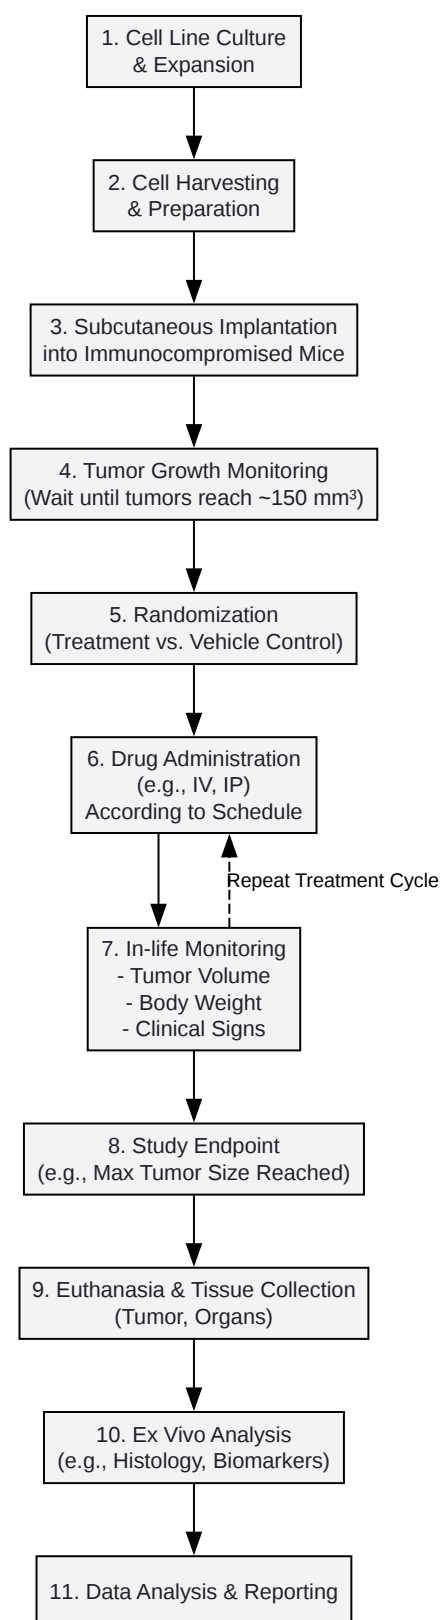 1. Cell Line Culture
& Expansion
2. Cell Harvesting
& Preparation
3. Subcutaneous Implantation
into Immunocompromised Mice
4. Tumor Growth Monitoring
(Wait until tumors reach ~150 mm³)
5. Randomization
(Treatment vs. Vehicle Control)
6. Drug Administration
(e.g., IV, IP)
According to Schedule
Repeat Treatment Cycle
7. In-life Monitoring
- Tumor Volume
- Body Weight
- Clinical Signs
8. Study Endpoint
(e.g., Max Tumor Size Reached)
9. Euthanasia & Tissue Collection
(Tumor, Organs)
10. Ex Vivo Analysis
(e.g., Histology, Biomarkers)
11. Data Analysis & Reporting